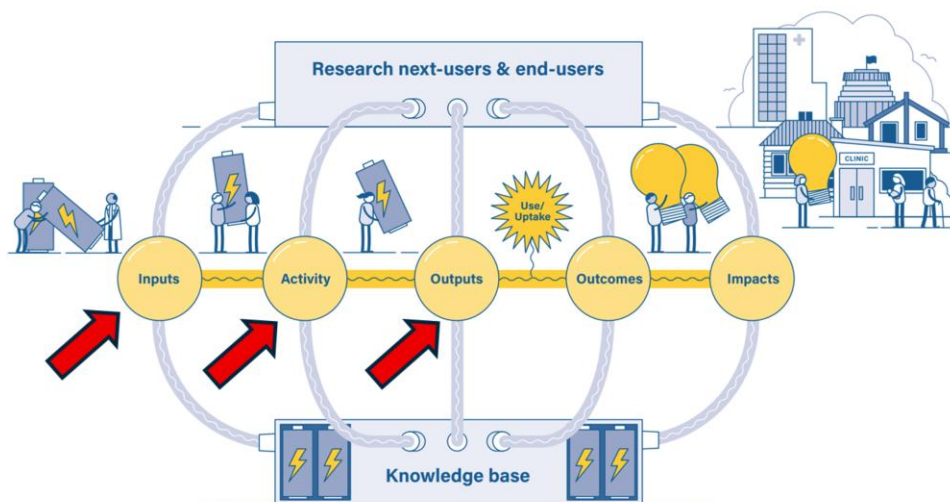 Research next-users & end-users
CLINIC
Use/
Uptake
Inputs
Activity
Outputs
Outcomes
Impacts
Knowledge base